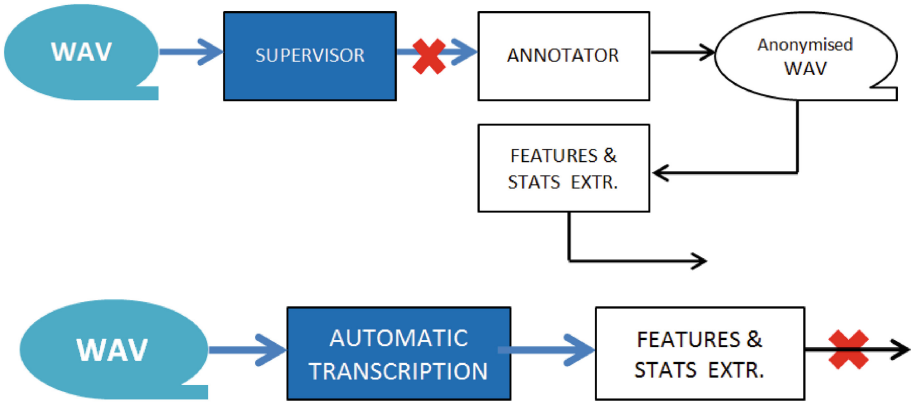 WAV
SUPERVISOR
ANNOTATOR
Anonymised
WAV
FEATURES &
STATS EXTR.
WAV
AUTOMATIC
TRANSCRIPTION
FEATURES &
STATS EXTR.